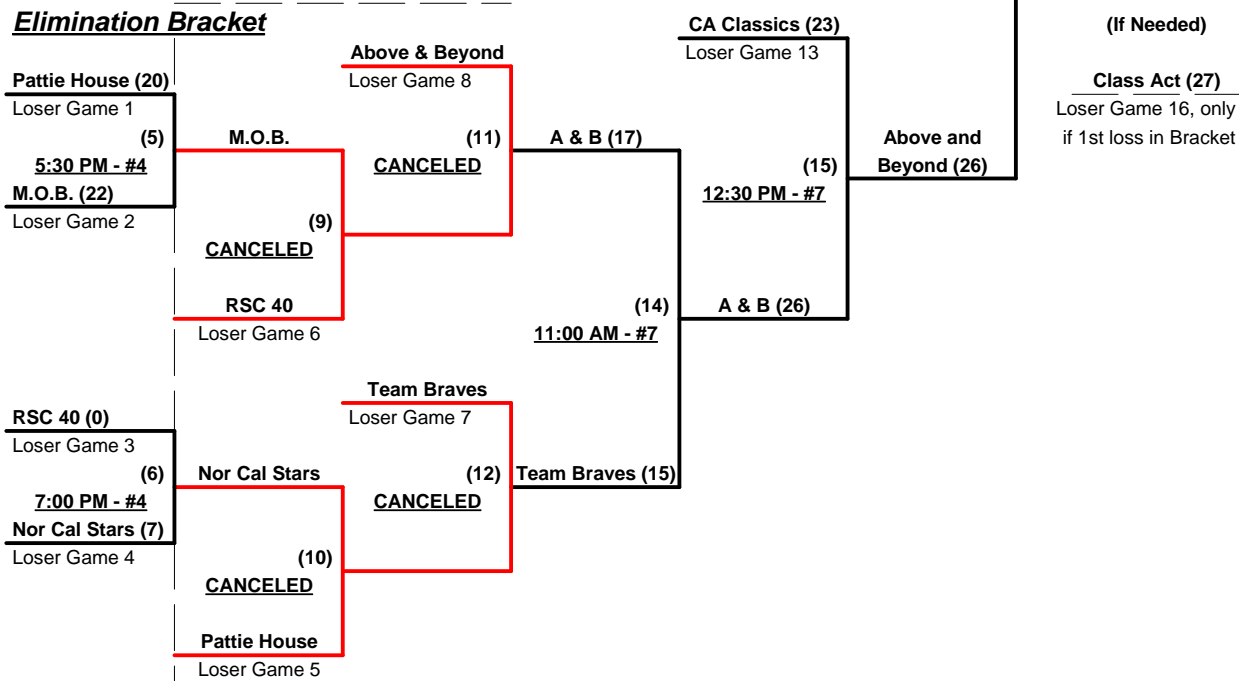 Elimination Bracket
Pattie House (20)
Loser Game 1
(5)
5:30 PM - #4
M.O.B. (22)
Loser Game 2
RSC 40 (0)
Loser Game 3
(6)
7:00 PM - #4
Nor Cal Stars (7)
Loser Game 4
M.O.B.
(9)
CANCELED
RSC 40
Loser Game 6
Nor Cal Stars
(10)
CANCELED
Pattie House
Loser Game 5
Above & Beyond
Loser Game 8
(11)
CANCELED
Team Braves
Loser Game 7
(12)
CANCELED
A & B (17)
(14)
11:00 AM - #7
Team Braves (15)
CA Classics (23)
Loser Game 13
(15)
12:30 PM - #7
A & B (26)
Above and
Beyond (26)
(If Needed)
Class Act (27)
Loser Game 16, only
if 1st loss in Bracket